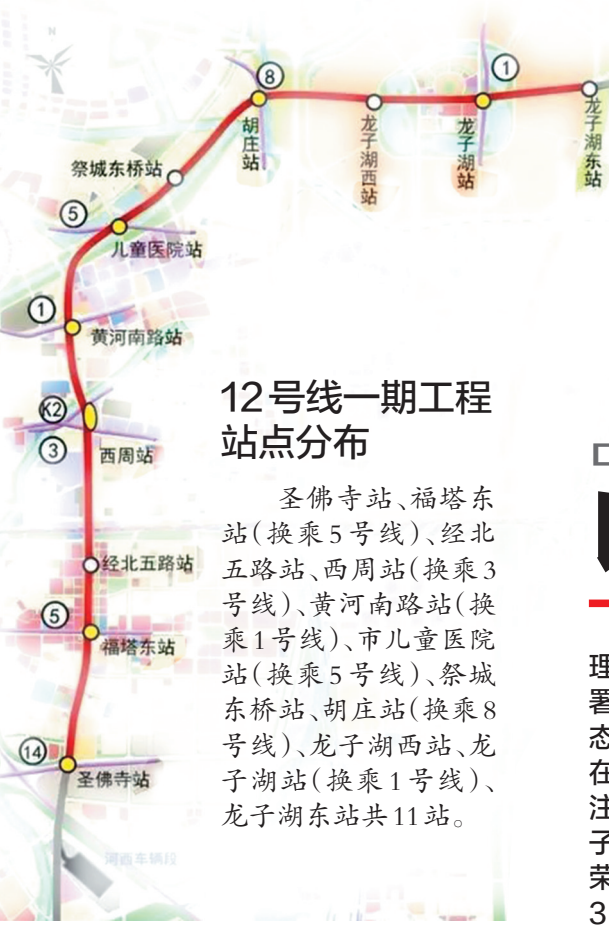 N
8
1
胡庄站
龙子湖西站
龙子湖站
龙子湖东站
祭城东桥站
5
儿童医院站
1
黄河南路站
K2
3
西周站
经北五路站
5
福塔东站
14
圣佛寺站
河西车辆段
12号线一期工程
站点分布
圣佛寺站、福塔东
站(换乘5号线)、经北
五路站、西周站(换乘3
号线)、黄河南路站(换
乘1号线)、市儿童医院
站(换乘5号线)、祭城
东桥站、胡庄站(换乘8
号线)、龙子湖西站、龙
子湖站(换乘1号线)、
龙子湖东站共11站。
理
署
态
在
注
子
荣
3